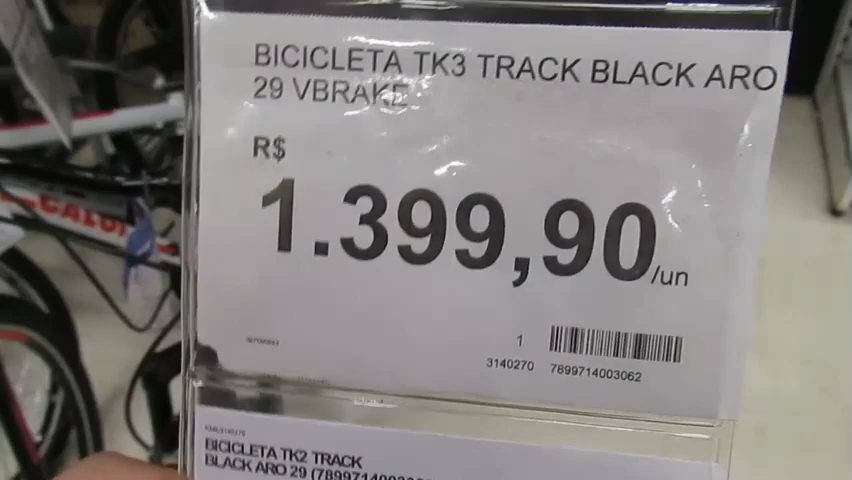 BICICLETA TK3 TRACK BLACK ARO
29 VBRAKE
R$
1.399,90/un
1
3140270 7899714003062
BICICLETA TK2 TRACK
BLACK ARO 29
CALOI